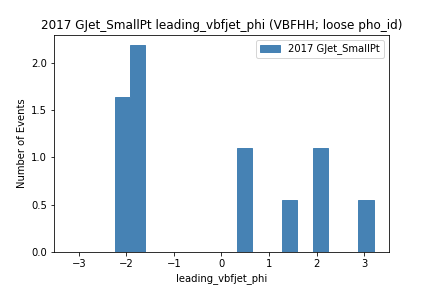 2017 GJet_SmallPt leading_vbfjet_phi (VBFHH; loose pho_id)
2017 GJet_SmallPt
2.0
1.5
1.0
0.5
0.0
Number of Events
−3 −2 −1 0 1 2 3
leading_vbfjet_phi